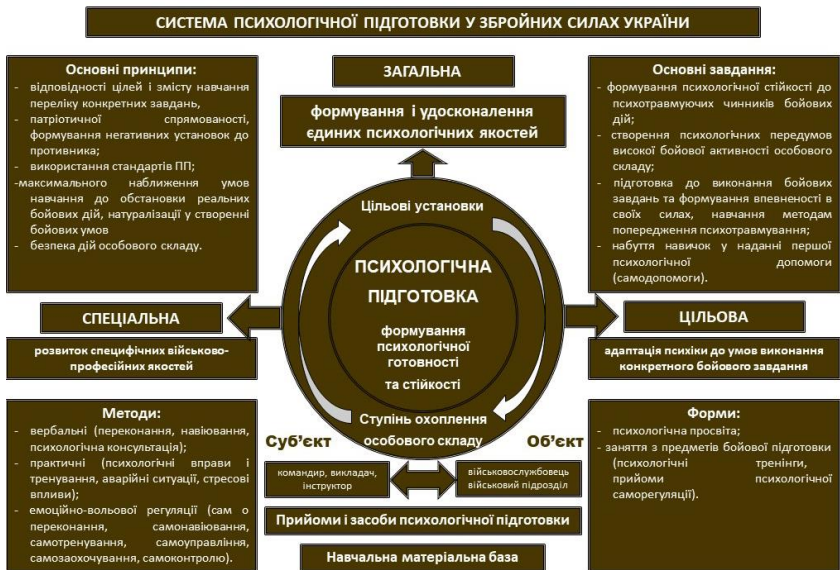 СИСТЕМА ПСИХОЛОГІЧНОЇ ПІДГОТОВКИ У ЗБРОЙНИХ СИЛАХ УКРАЇНИ
Основні принципи:
- відповідності цілей і змісту навчання
переліку конкретних завдань,
- патріотичної спрямованості,
формування негативних установок до
противника;
- використання стандартів ПП;
-максимального наближення умов
навчання до обстановки реальних
бойових дій, натуралізації у створенні
бойових умов
- безпека дій особового складу.
ЗАГАЛЬНА
формування і удосконалення
єдиних психологічних якостей
Основні завдання:
- формування психологічної стійкості до
психотравмуючих чинників бойових
дій;
- створення психологічних передумов
високої бойової активності особового
складу;
- підготовка до виконання бойових
завдань та формування впевненості в
своїх силах, навчання методам
попередження психотравмування;
- набуття навичок у наданні першої
психологічної допомоги
(самодопомоги).
Цільові установки
ПСИХОЛОГІЧНА
ПІДГОТОВКА
формування
психологічної
готовності
та стійкості
Ступінь охоплення
особового складу
СПЕЦІАЛЬНА
розвиток специфічних військово-
професійних якостей
ЦІЛЬОВА
адаптація психіки до умов виконання
конкретного бойового завдання
Методи:
- вербальні (переконання, навіювання,
психологічна консультація);
- практичні (психологічні вправи і
тренування, аварійні ситуації, стресові
впливи);
- емоційно-вольової регуляції (сам о
переконання, самонавіювання,
самотренування, самоуправління,
самозаохочування, самоконтролю).
Суб’єкт
командир, викладач,
інструктор
Об’єкт
військовослужбовець
військовий підрозділ
Прийоми і засоби психологічної підготовки
Навчальна матеріальна база
Форми:
- психологічна просвіта;
- заняття з предметів бойової підготовки
(психологічні тренінги,
прийоми психологічної
саморегуляції).